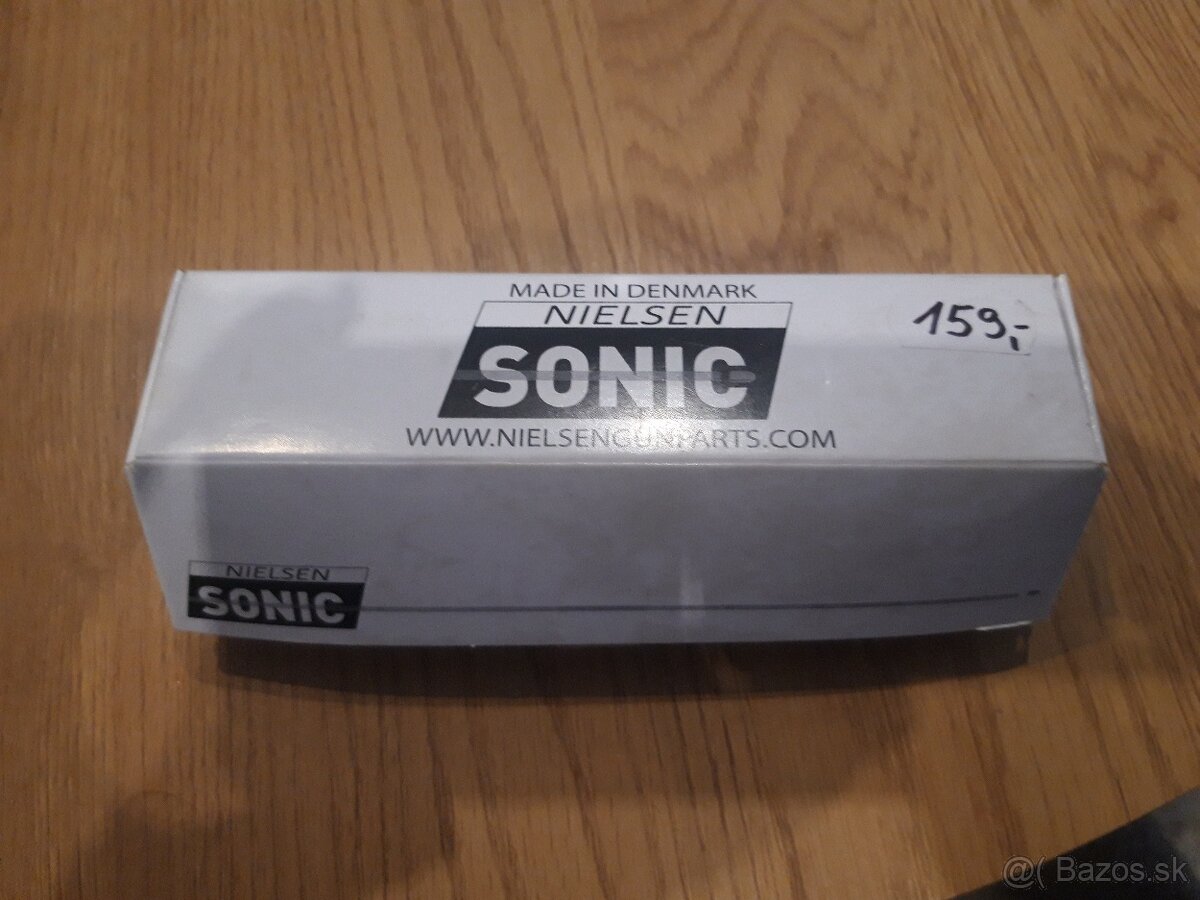 MADE IN DENMARK
NIELSEN
SONIC
159,-
WWW.NIELSENGUNPARTS.COM
NIELSEN
SONIC
@( Bazos.sk